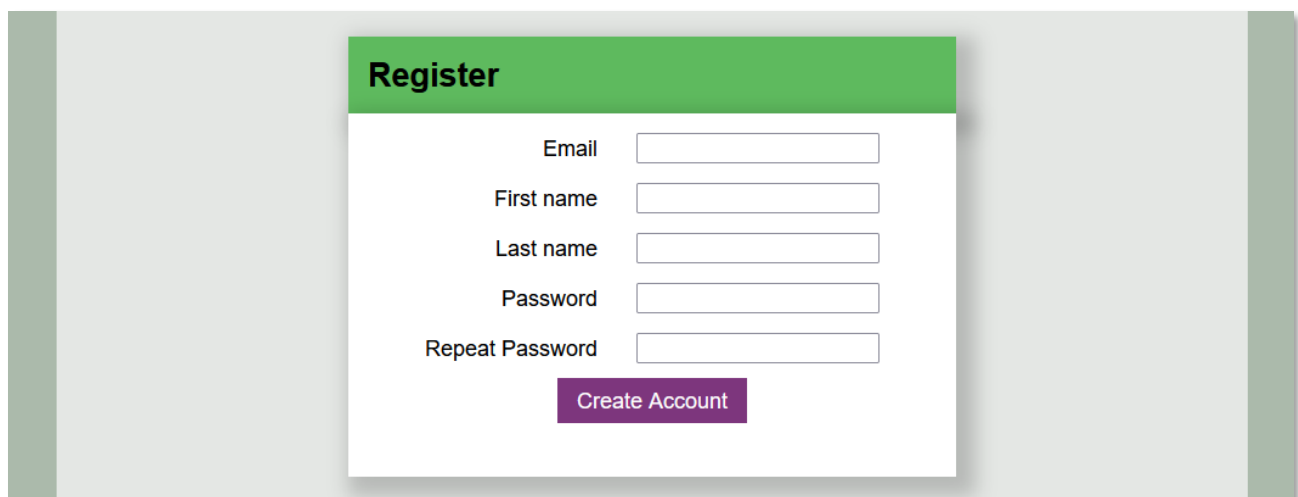 Register
Email
First name
Last name
Password
Repeat Password
Create Account